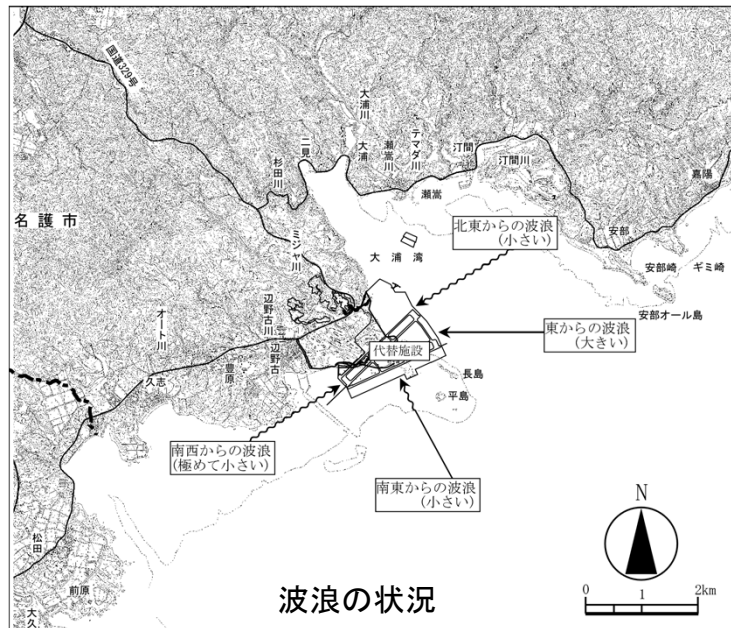 国道329号
大浦川
二見
大浦
瀬嵩川
テマダ川
汀間
汀間川
嘉陽
杉田川
瀬嵩
名護市
ミジャ川
北東からの波浪
(小さい)
安部
大浦湾
安部崎
ギミ崎
安部オール島
オート川
辺野古川
辺野古
代替施設
東からの波浪
(大きい)
久志
豊原
長島
平島
南西からの波浪
(極めて小さい)
南東からの波浪
(小さい)
松田
前原
大久
波浪の状況
N
0 1 2km